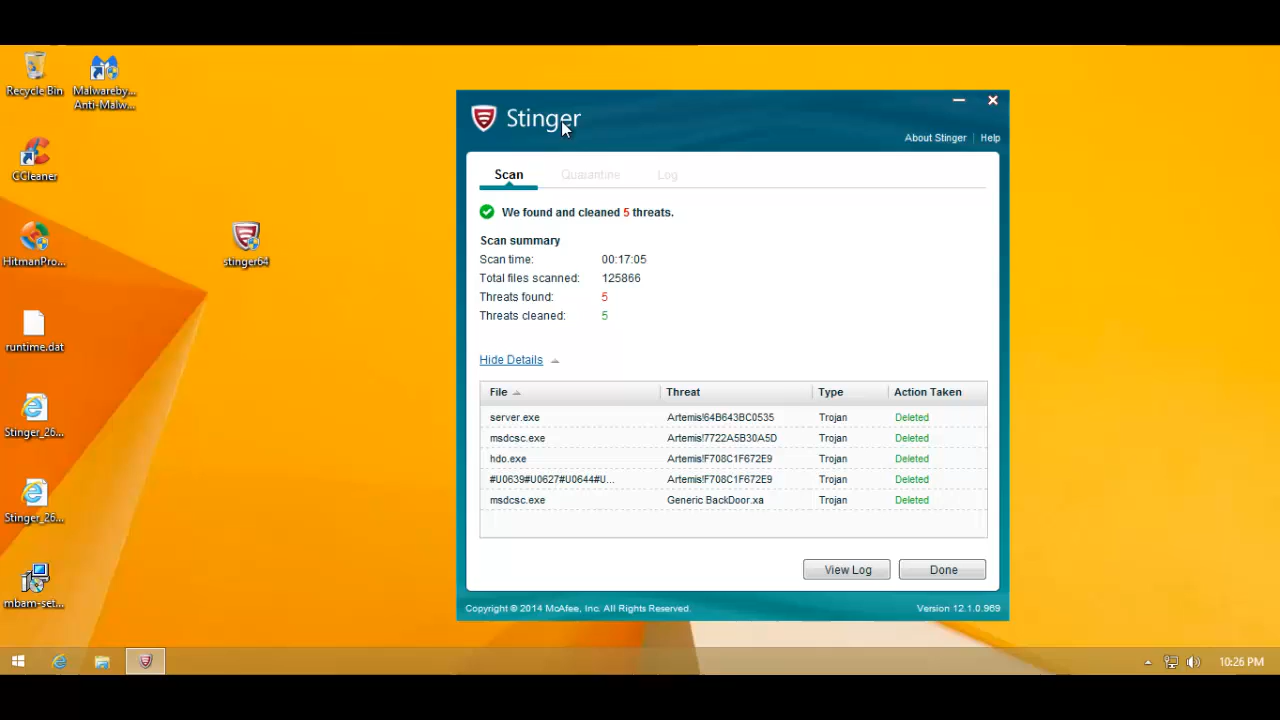 Recycle Bin
Malwareby...
Anti-Malw...
CCleaner
HitmanPro...
stinger64
runtime.dat
Stinger_26...
Stinger_26...
mbam-set...
Stinger
About Stinger | Help
Scan Quarantine Log
We found and cleaned 5 threats.
Scan summary
Scan time: 00:17:05
Total files scanned: 125866
Threats found: 5
Threats cleaned: 5
Hide Details
File Threat Type Action Taken
server.exe Artemis!64B643BC0535 Trojan Deleted
msdcsc.exe Artemis!7722A5B30A5D Trojan Deleted
hdo.exe Artemis!F708C1F672E9 Trojan Deleted
#U0639#U0627#U0644#U... Artemis!F708C1F672E9 Trojan Deleted
msdcsc.exe Generic BackDoor.xa Trojan Deleted
View Log Done
Copyright © 2014 McAfee, Inc. All Rights Reserved. Version 12.1.0.969
10:26 PM